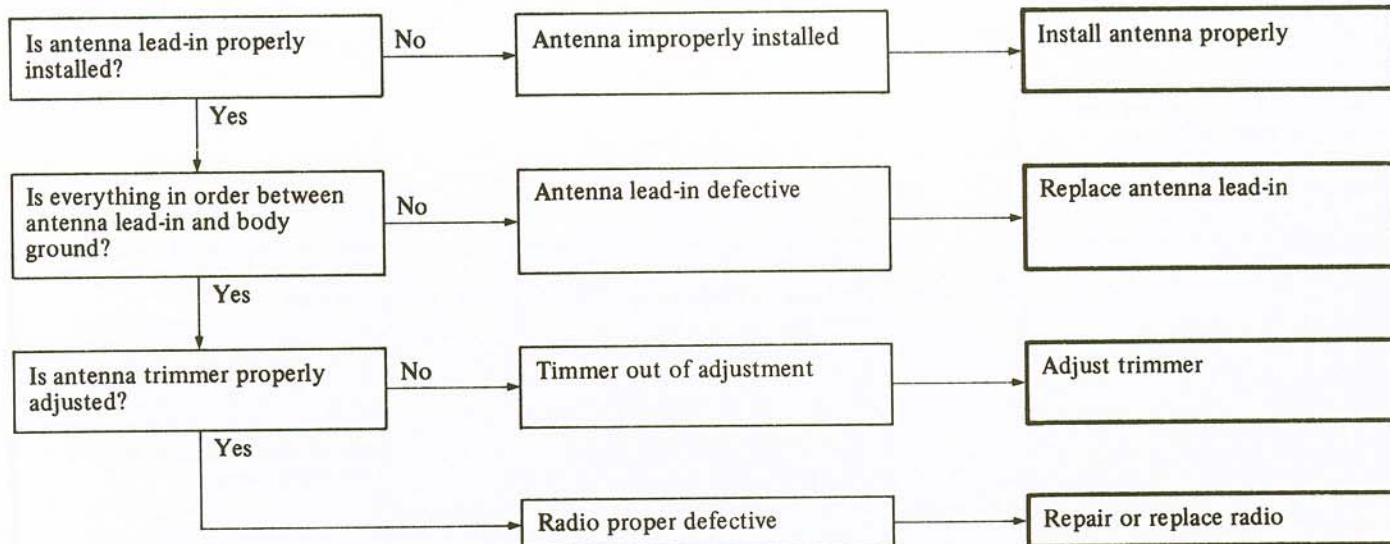 Is antenna lead-in properly
installed?
No
Antenna improperly installed
Install antenna properly
Yes
Is everything in order between
antenna lead-in and body
ground?
No
Antenna lead-in defective
Replace antenna lead-in
Yes
Is antenna trimmer properly
adjusted?
No
Timmer out of adjustment
Adjust trimmer
Yes
Radio proper defective
Repair or replace radio